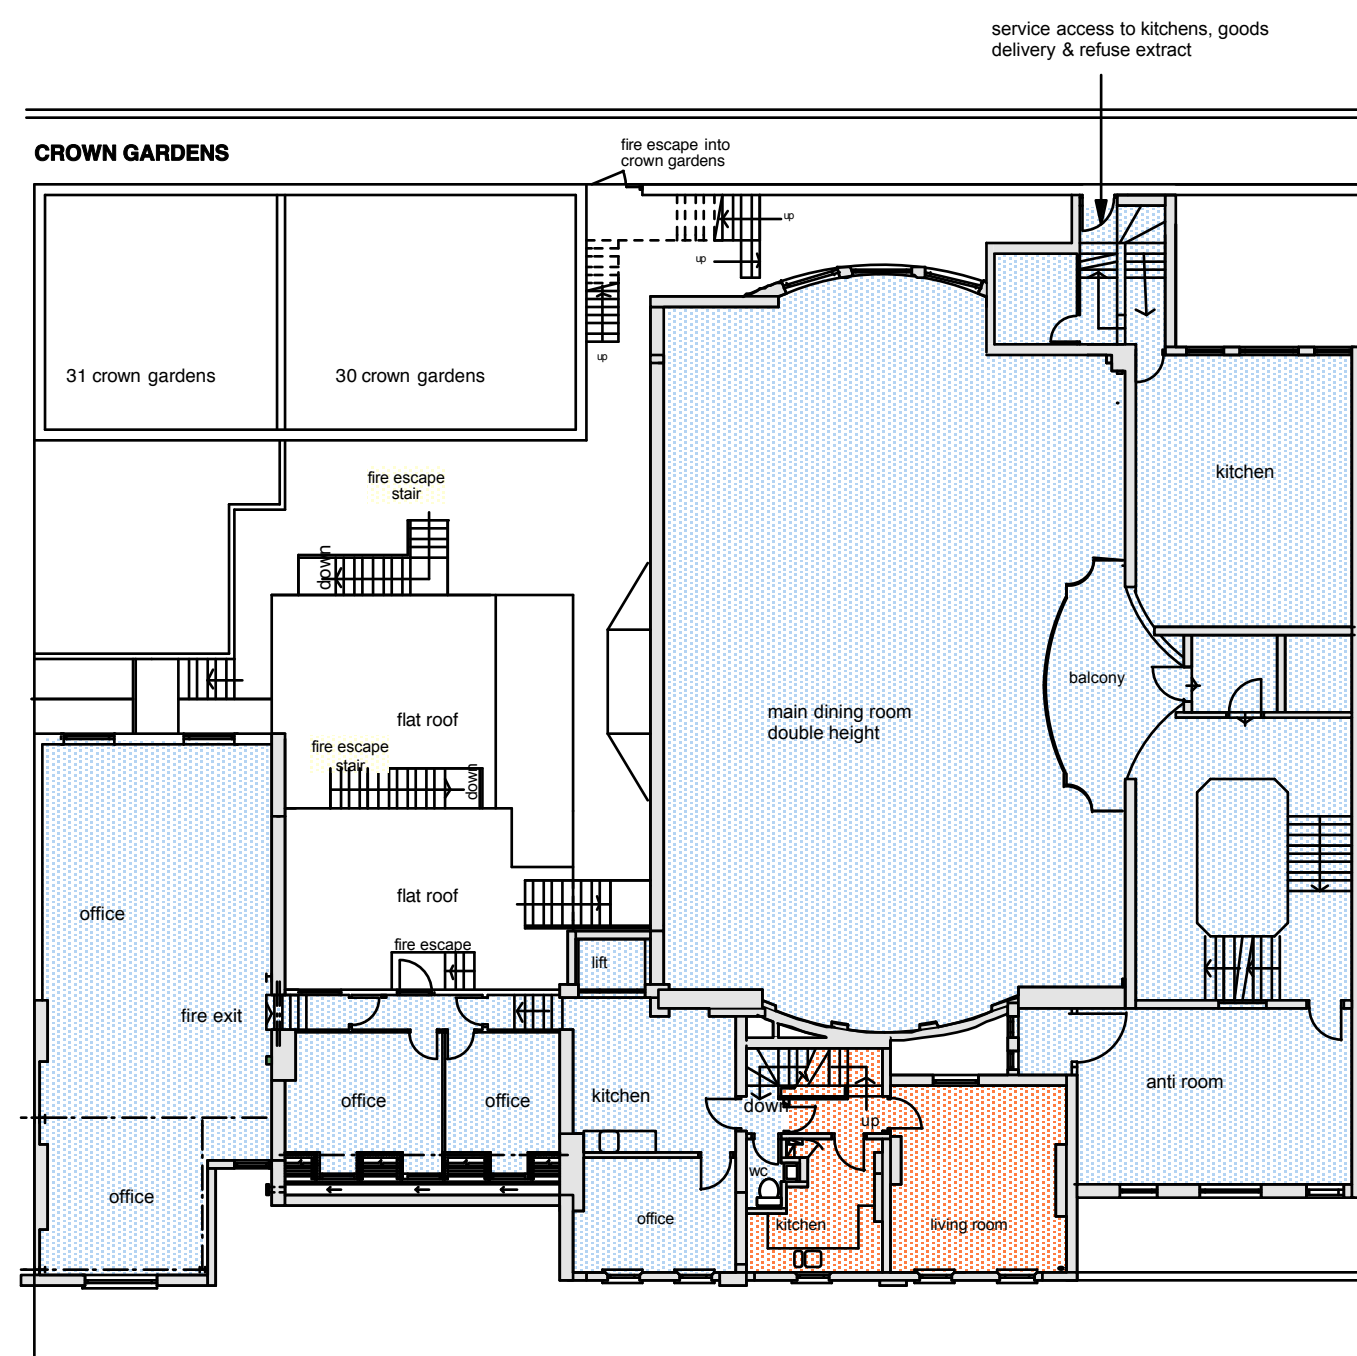 service access to kitchens, goods
delivery & refuse extract
CROWN GARDENS
fire escape into
crown gardens
up
up
up
31 crown gardens
30 crown gardens
fire escape
stair
down
kitchen
balcony
main dining room
double height
flat roof
fire escape
stair
down
flat roof
office
fire escape
lift
fire exit
office
office
kitchen
down
up
anti room
wc
office
office
kitchen
living room